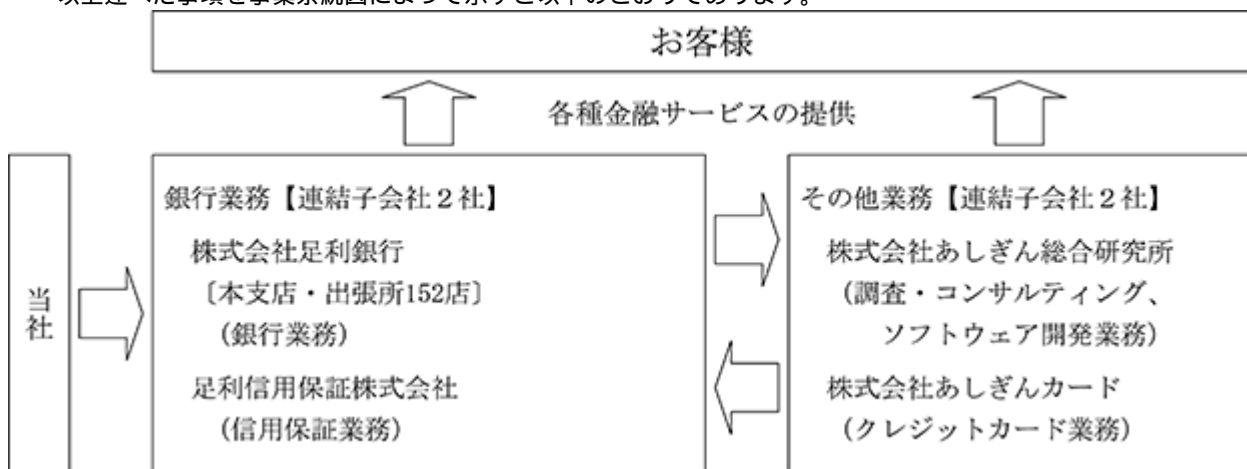 以上述べた事項を事業系統図によって示すと以下のとおりであります。
お客様
各種金融サービスの提供
当社
銀行業務【連結子会社２社】
株式会社足利銀行
〔本支店・出張所152店〕
(銀行業務)
足利信用保証株式会社
(信用保証業務)
その他業務【連結子会社２社】
株式会社あしぎん総合研究所
(調査・コンサルティング、
ソフトウェア開発業務)
株式会社あしぎんカード
(クレジットカード業務)